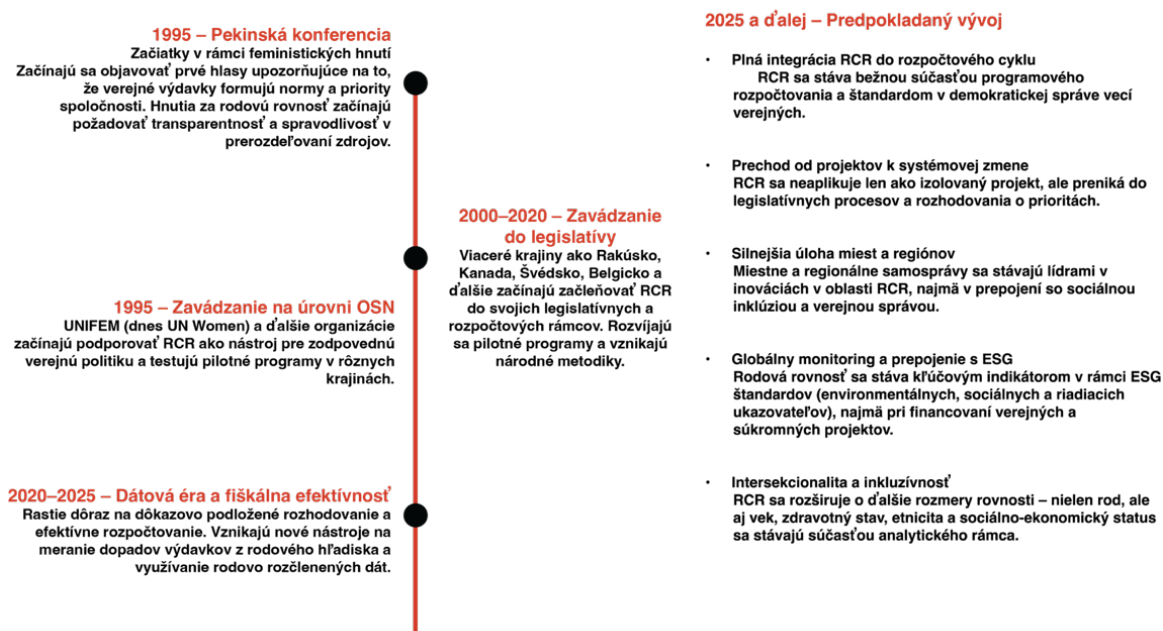 1995 – Pekinská konferencia
Začiatky v rámci feministických hnutí
Začínajú sa objavovať prvé hlasy upozorňujúce na to,
že verejné výdavky formujú normy a priority
spoločnosti. Hnutia za rodovú rovnosť začínajú
požadovať transparentnosť a spravodlivosť v
prerozdeľovaní zdrojov.
2000–2020 – Zavádzanie
do legislatívy
Viaceré krajiny ako Rakúsko,
Kanada, Švédsko, Belgicko a
ďalšie začínajú začleňovať RCR
do svojich legislatívnych a
rozpočtových rámcov. Rozvíjajú
sa pilotné programy a vznikajú
národné metodiky.
1995 – Zavádzanie na úrovni OSN
UNIFEM (dnes UN Women) a ďalšie organizácie
začínajú podporovať RCR ako nástroj pre zodpovednú
verejnú politiku a testujú pilotné programy v rôznych
krajinách.
2020–2025 – Dátová éra a fiškálna efektívnosť
Rastie dôraz na dôkazovo podložené rozhodovanie a
efektívne rozpočtovanie. Vznikajú nové nástroje na
meranie dopadov výdavkov z rodového hľadiska a
využívanie rodovo rozčlenených dát.
2025 a ďalej – Predpokladaný vývoj
• Plná integrácia RCR do rozpočtového cyklu
RCR sa stáva bežnou súčasťou programového
rozpočtovania a štandardom v demokratickej správe vecí
verejných.
• Prechod od projektov k systémovej zmene
RCR sa neaplikuje len ako izolovaný projekt, ale preniká do
legislatívnych procesov a rozhodovania o prioritách.
• Silnejšia úloha miest a regiónov
Miestne a regionálne samosprávy sa stávajú lídrami v
inováciách v oblasti RCR, najmä v prepojení so sociálnou
inklúziou a verejnou správou.
• Globálny monitoring a prepojenie s ESG
Rodová rovnosť sa stáva kľúčovým indikátorom v rámci ESG
štandardov (environmentálnych, sociálnych a riadiacich
ukazovateľov), najmä pri financovaní verejných a
súkromných projektov.
• Intersekcionalita a inkluzívnosť
RCR sa rozširuje o ďalšie rozmery rovnosti – nielen rod, ale
aj vek, zdravotný stav, etnicita a sociálno-ekonomický status
sa stávajú súčasťou analytického rámca.